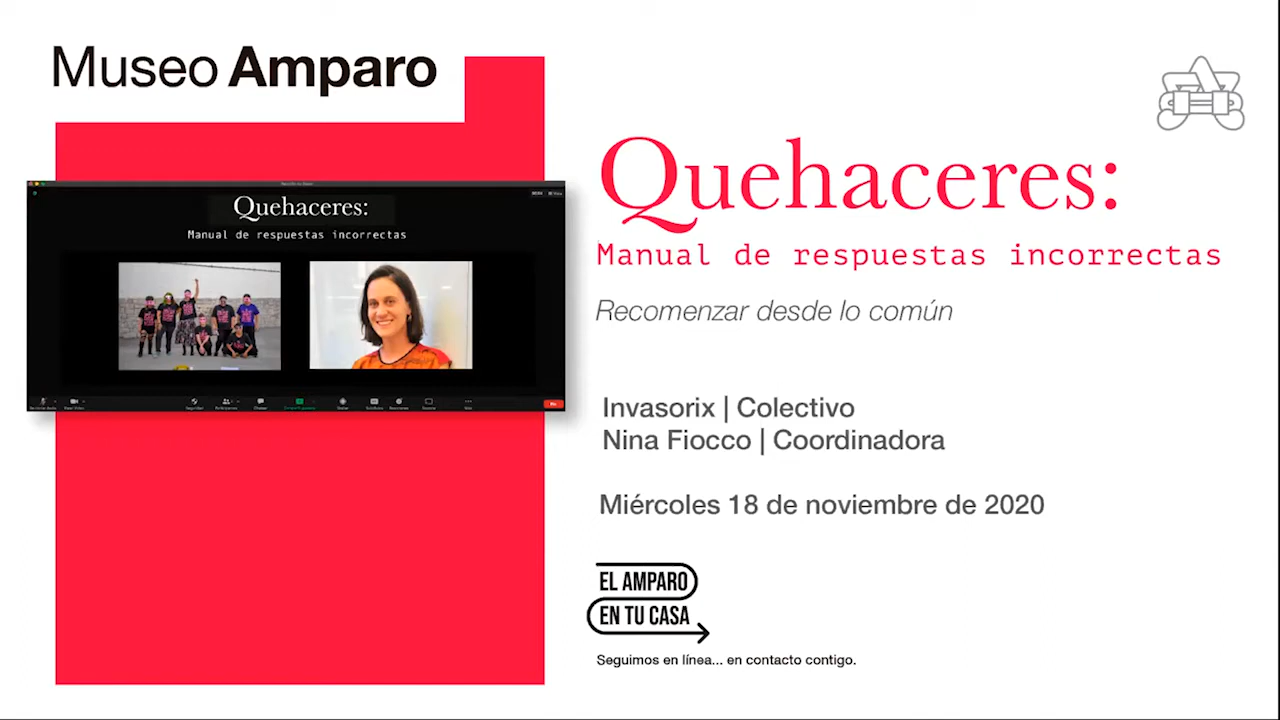 Museo Amparo
Quehaceres:
Manual de respuestas incorrectas
Quehaceres:
Manual de respuestas incorrectas
Recomenzar desde lo común
Invasorix | Colectivo
Nina Fiocco | Coordinadora
Miércoles 18 de noviembre de 2020
EL AMPARO
EN TU CASA
Seguimos en línea... en contacto contigo.